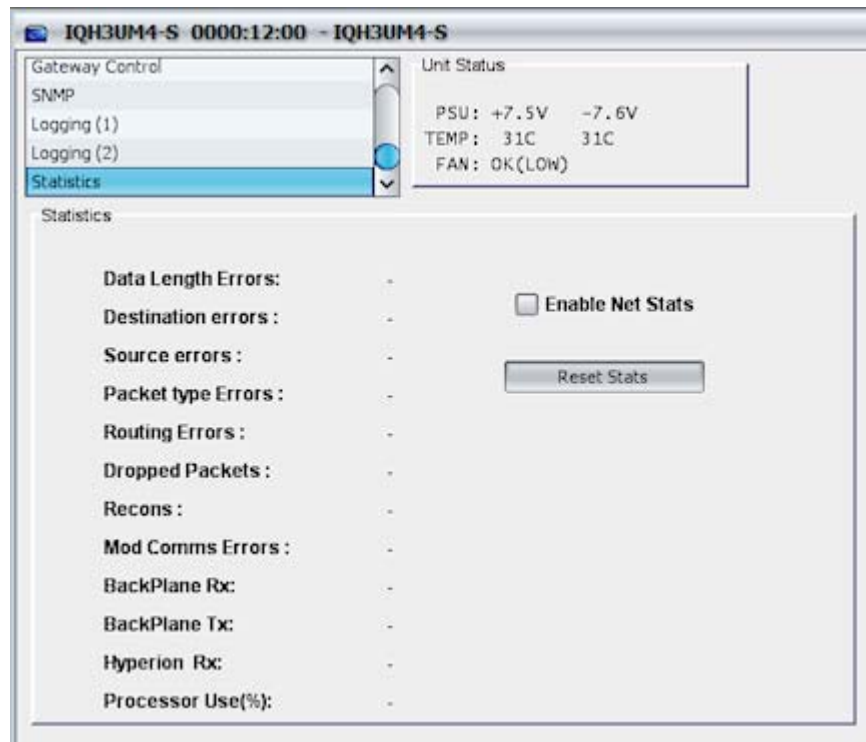 IQH3UM4-S 0000:12:00 - IQH3UM4-S
Gateway Control
SNMP
Logging (1)
Logging (2)
Statistics
Unit Status
PSU: +7.5V -7.6V
TEMP: 31C 31C
FAN: OK(LOW)
Statistics
Data Length Errors: -
Destination errors : -
Source errors : -
Packet type Errors : -
Routing Errors : -
Dropped Packets : -
Recons : -
Mod Comms Errors : -
BackPlane Rx: -
BackPlane Tx: -
Hyperion Rx: -
Processor Use(%): -
Enable Net Stats
Reset Stats